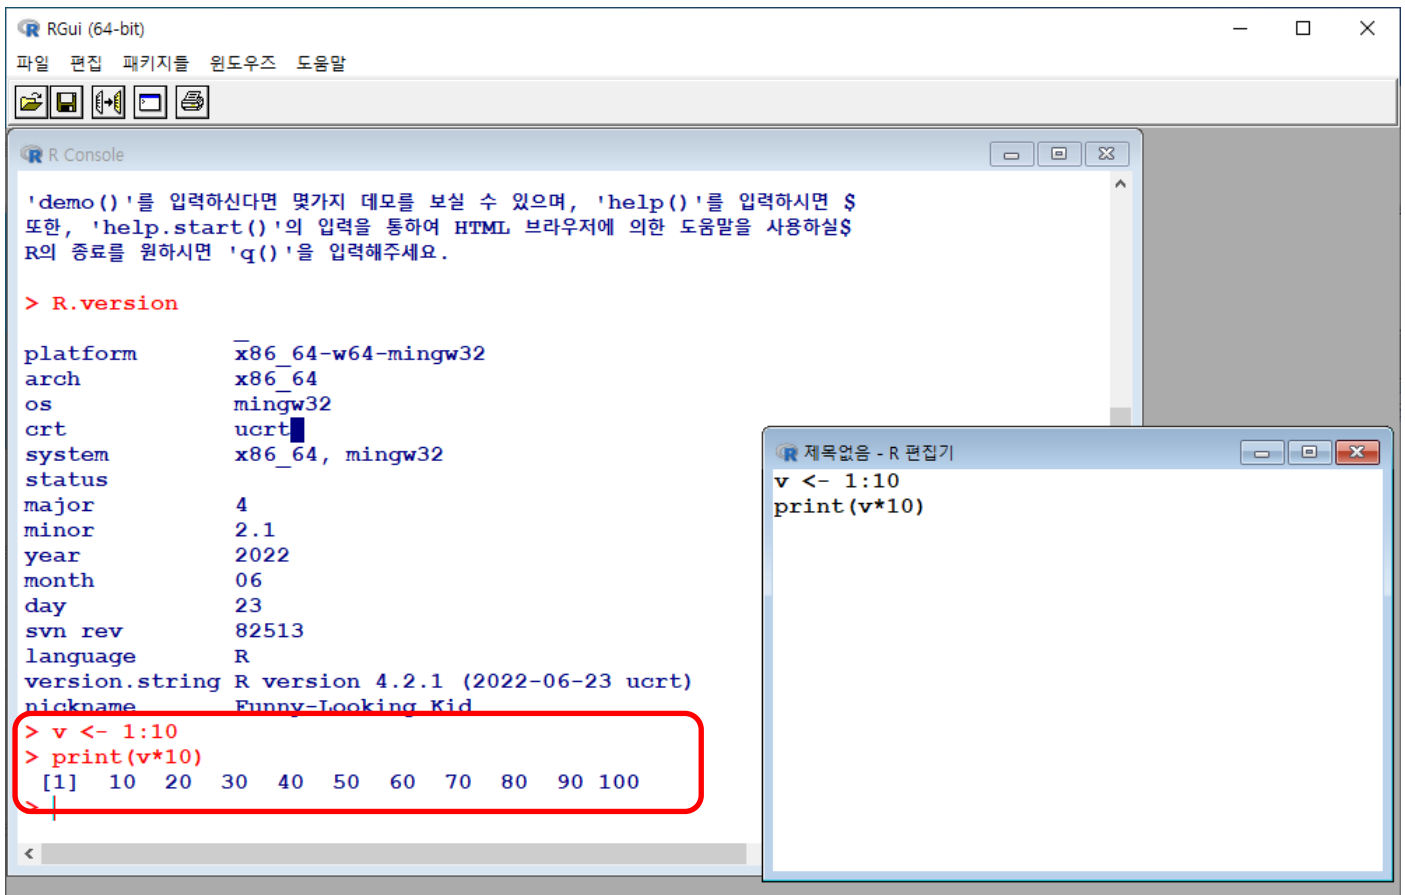 RGui (64-bit)
파일 편집 패키지들 윈도우즈 도움말
R Console
'demo()'를 입력하신다면 몇가지 데모를 보실 수 있으며, 'help()'를 입력하시면 $
또한, 'help.start()'의 입력을 통하여 HTML 브라우저에 의한 도움말을 사용하실$
R의 종료를 원하시면 'q()'을 입력해주세요.
> R.version
_
platform x86_64-w64-mingw32
arch x86_64
os mingw32
crt ucrt
system x86_64, mingw32
status
major 4
minor 2.1
year 2022
month 06
day 23
svn rev 82513
language R
version.string R version 4.2.1 (2022-06-23 ucrt)
nickname Funny-Looking Kid
> v <- 1:10
> print(v*10)
[1] 10 20 30 40 50 60 70 80 90 100
>
제목없음 - R 편집기
v <- 1:10
print(v*10)